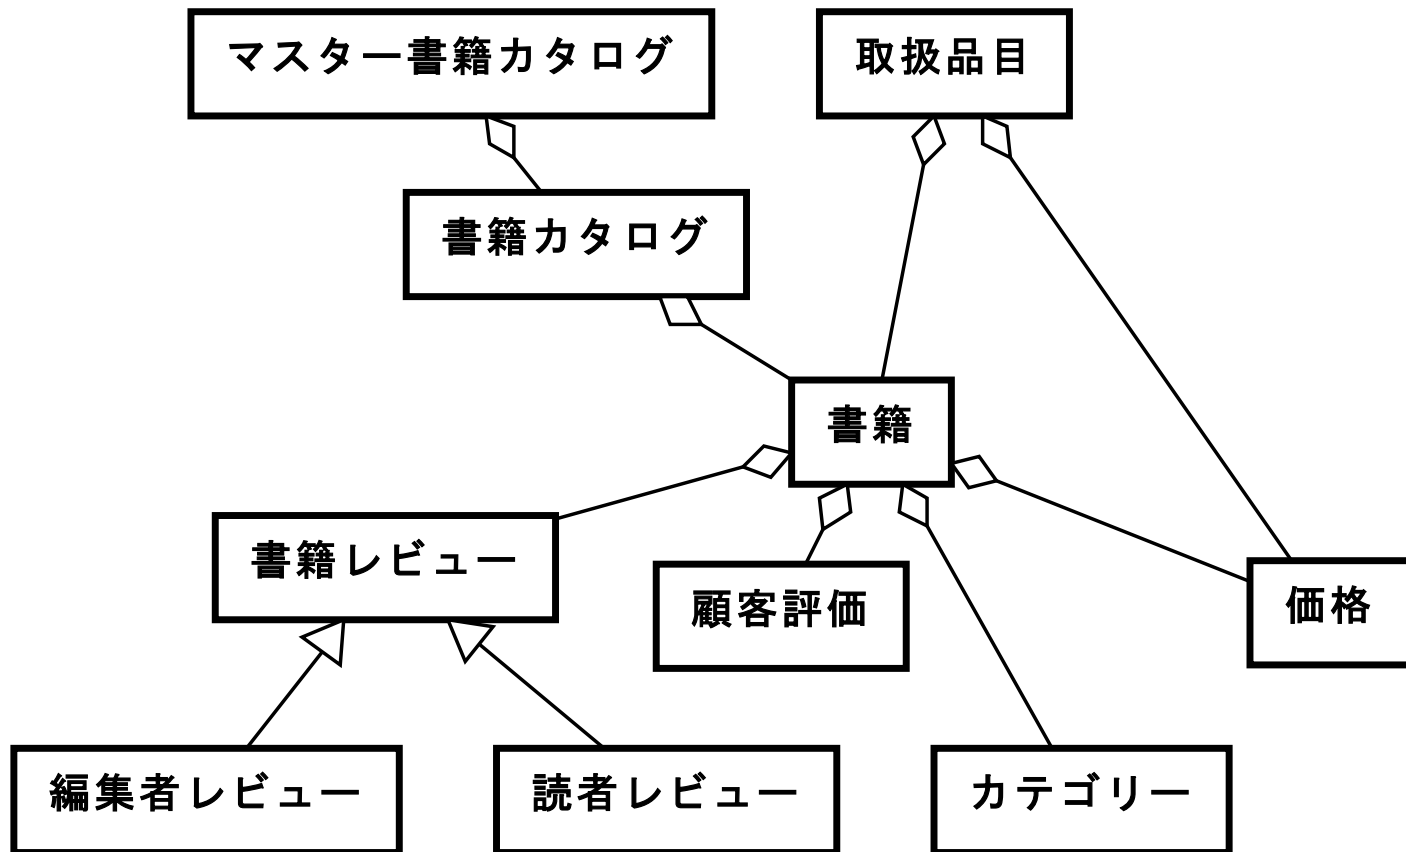 マスター書籍カタログ
取扱品目
書籍カタログ
書籍
書籍レビュー
顧客評価
価格
編集者レビュー
読者レビュー
カテゴリー